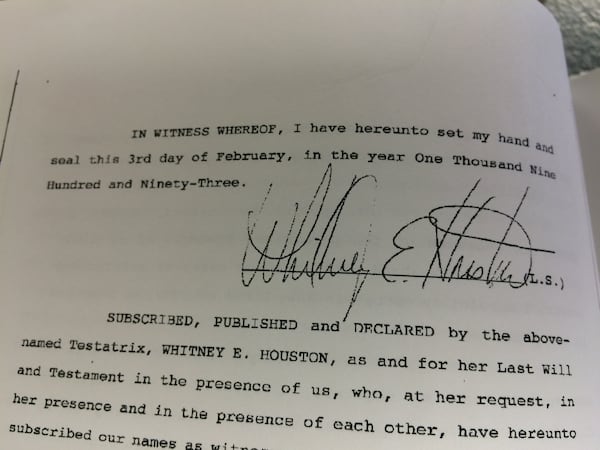 IN WITNESS WHEREOF, I have hereunto set my hand and
seal this 3rd day of February, in the year One Thousand Nine
Hundred and Ninety-Three.
Whitney E. Houston (L.S.)
SUBSCRIBED, PUBLISHED and DECLARED by the above-
named Testatrix, WHITNEY E. HOUSTON, as and for her Last Will
and Testament in the presence of us, who, at her request, in
her presence and in the presence of each other, have hereunto
subscribed our names as